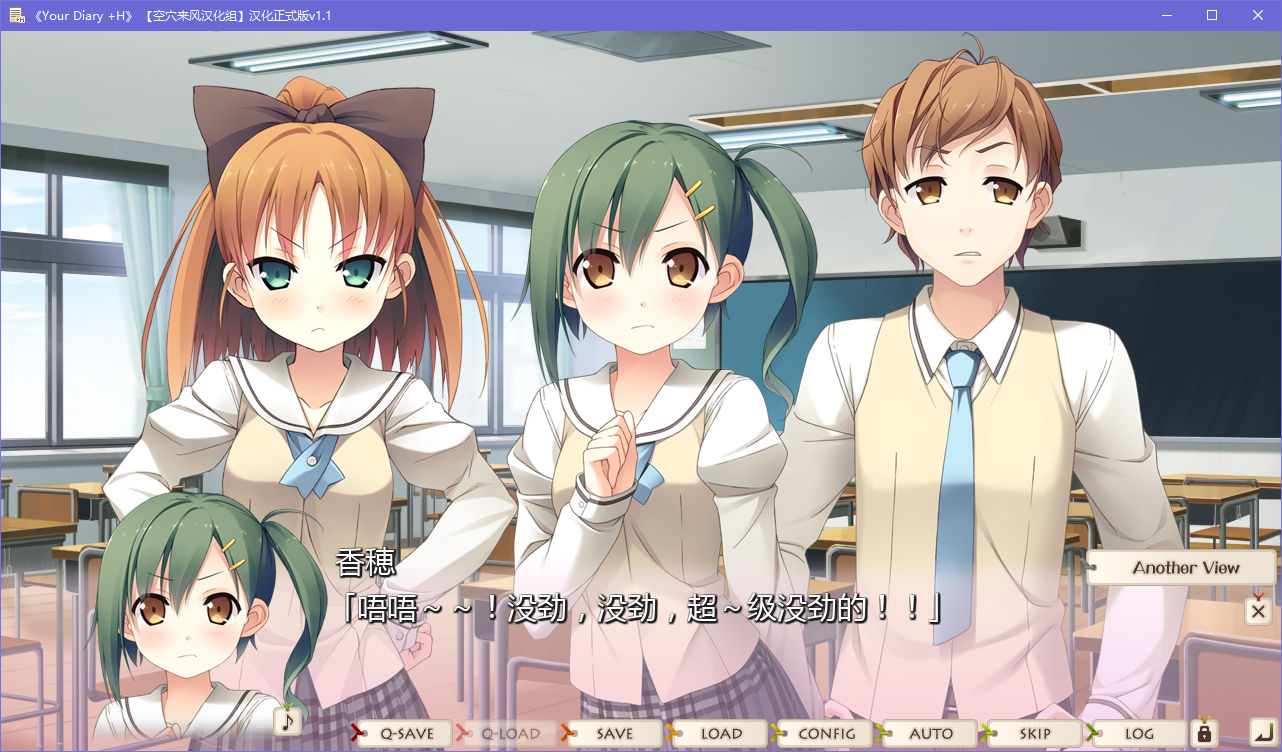 《Your Diary +H》 【空穴来风汉化组】汉化正式版v1.1
香穂
「唔唔～～！没劲，没劲，超～级没劲的！！」
Another View
Q-SAVE Q-LOAD SAVE LOAD CONFIG AUTO SKIP LOG